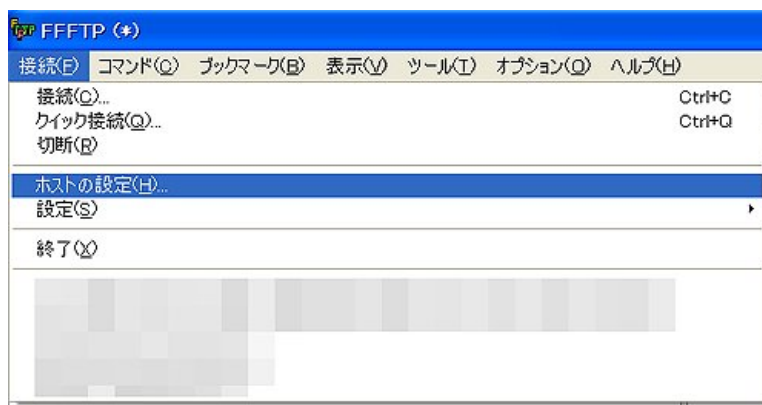 FFFTP (*)
接続(F) コマンド(C) ブックマーク(B) 表示(V) ツール(T) オプション(O) ヘルプ(H)
接続(C)... Ctrl+C
クイック接続(Q)... Ctrl+Q
切断(R)
ホストの設定(H)...
設定(S)
終了(X)